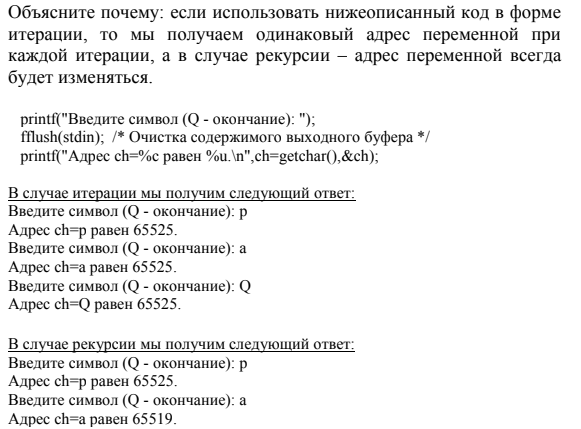 Объясните почему: если использовать нижеописанный код в форме
итерации, то мы получаем одинаковый адрес переменной при
каждой итерации, а в случае рекурсии – адрес переменной всегда
будет изменяться.
printf("Введите символ (Q - окончание): ");
fflush(stdin); /* Очистка содержимого выходного буфера */
printf("Адрес ch=%c равен %u.\n",ch=getchar(),&ch);
В случае итерации мы получим следующий ответ:
Введите символ (Q - окончание): p
Адрес ch=p равен 65525.
Введите символ (Q - окончание): a
Адрес ch=a равен 65525.
Введите символ (Q - окончание): Q
Адрес ch=Q равен 65525.
В случае рекурсии мы получим следующий ответ:
Введите символ (Q - окончание): p
Адрес ch=p равен 65525.
Введите символ (Q - окончание): a
Адрес ch=a равен 65519.